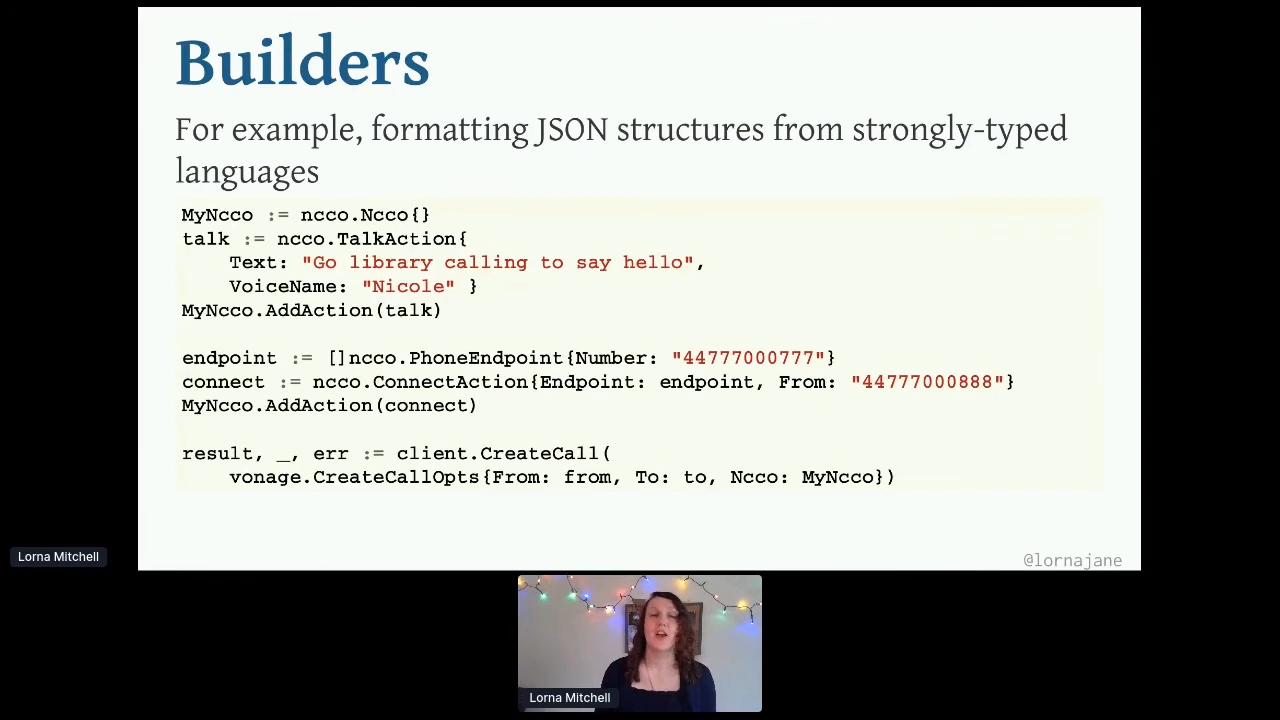 Builders
For example, formatting JSON structures from strongly-typed
languages
MyNcco := ncco.Ncco{}
talk := ncco.TalkAction{
    Text: "Go library calling to say hello",
    VoiceName: "Nicole" }
MyNcco.AddAction(talk)
endpoint := []ncco.PhoneEndpoint{Number: "44777000777"}
connect := ncco.ConnectAction{Endpoint: endpoint, From: "44777000888"}
MyNcco.AddAction(connect)
result, _, err := client.CreateCall(
    vonage.CreateCallOpts{From: from, To: to, Ncco: MyNcco})
Lorna Mitchell
@lornajane
Lorna Mitchell